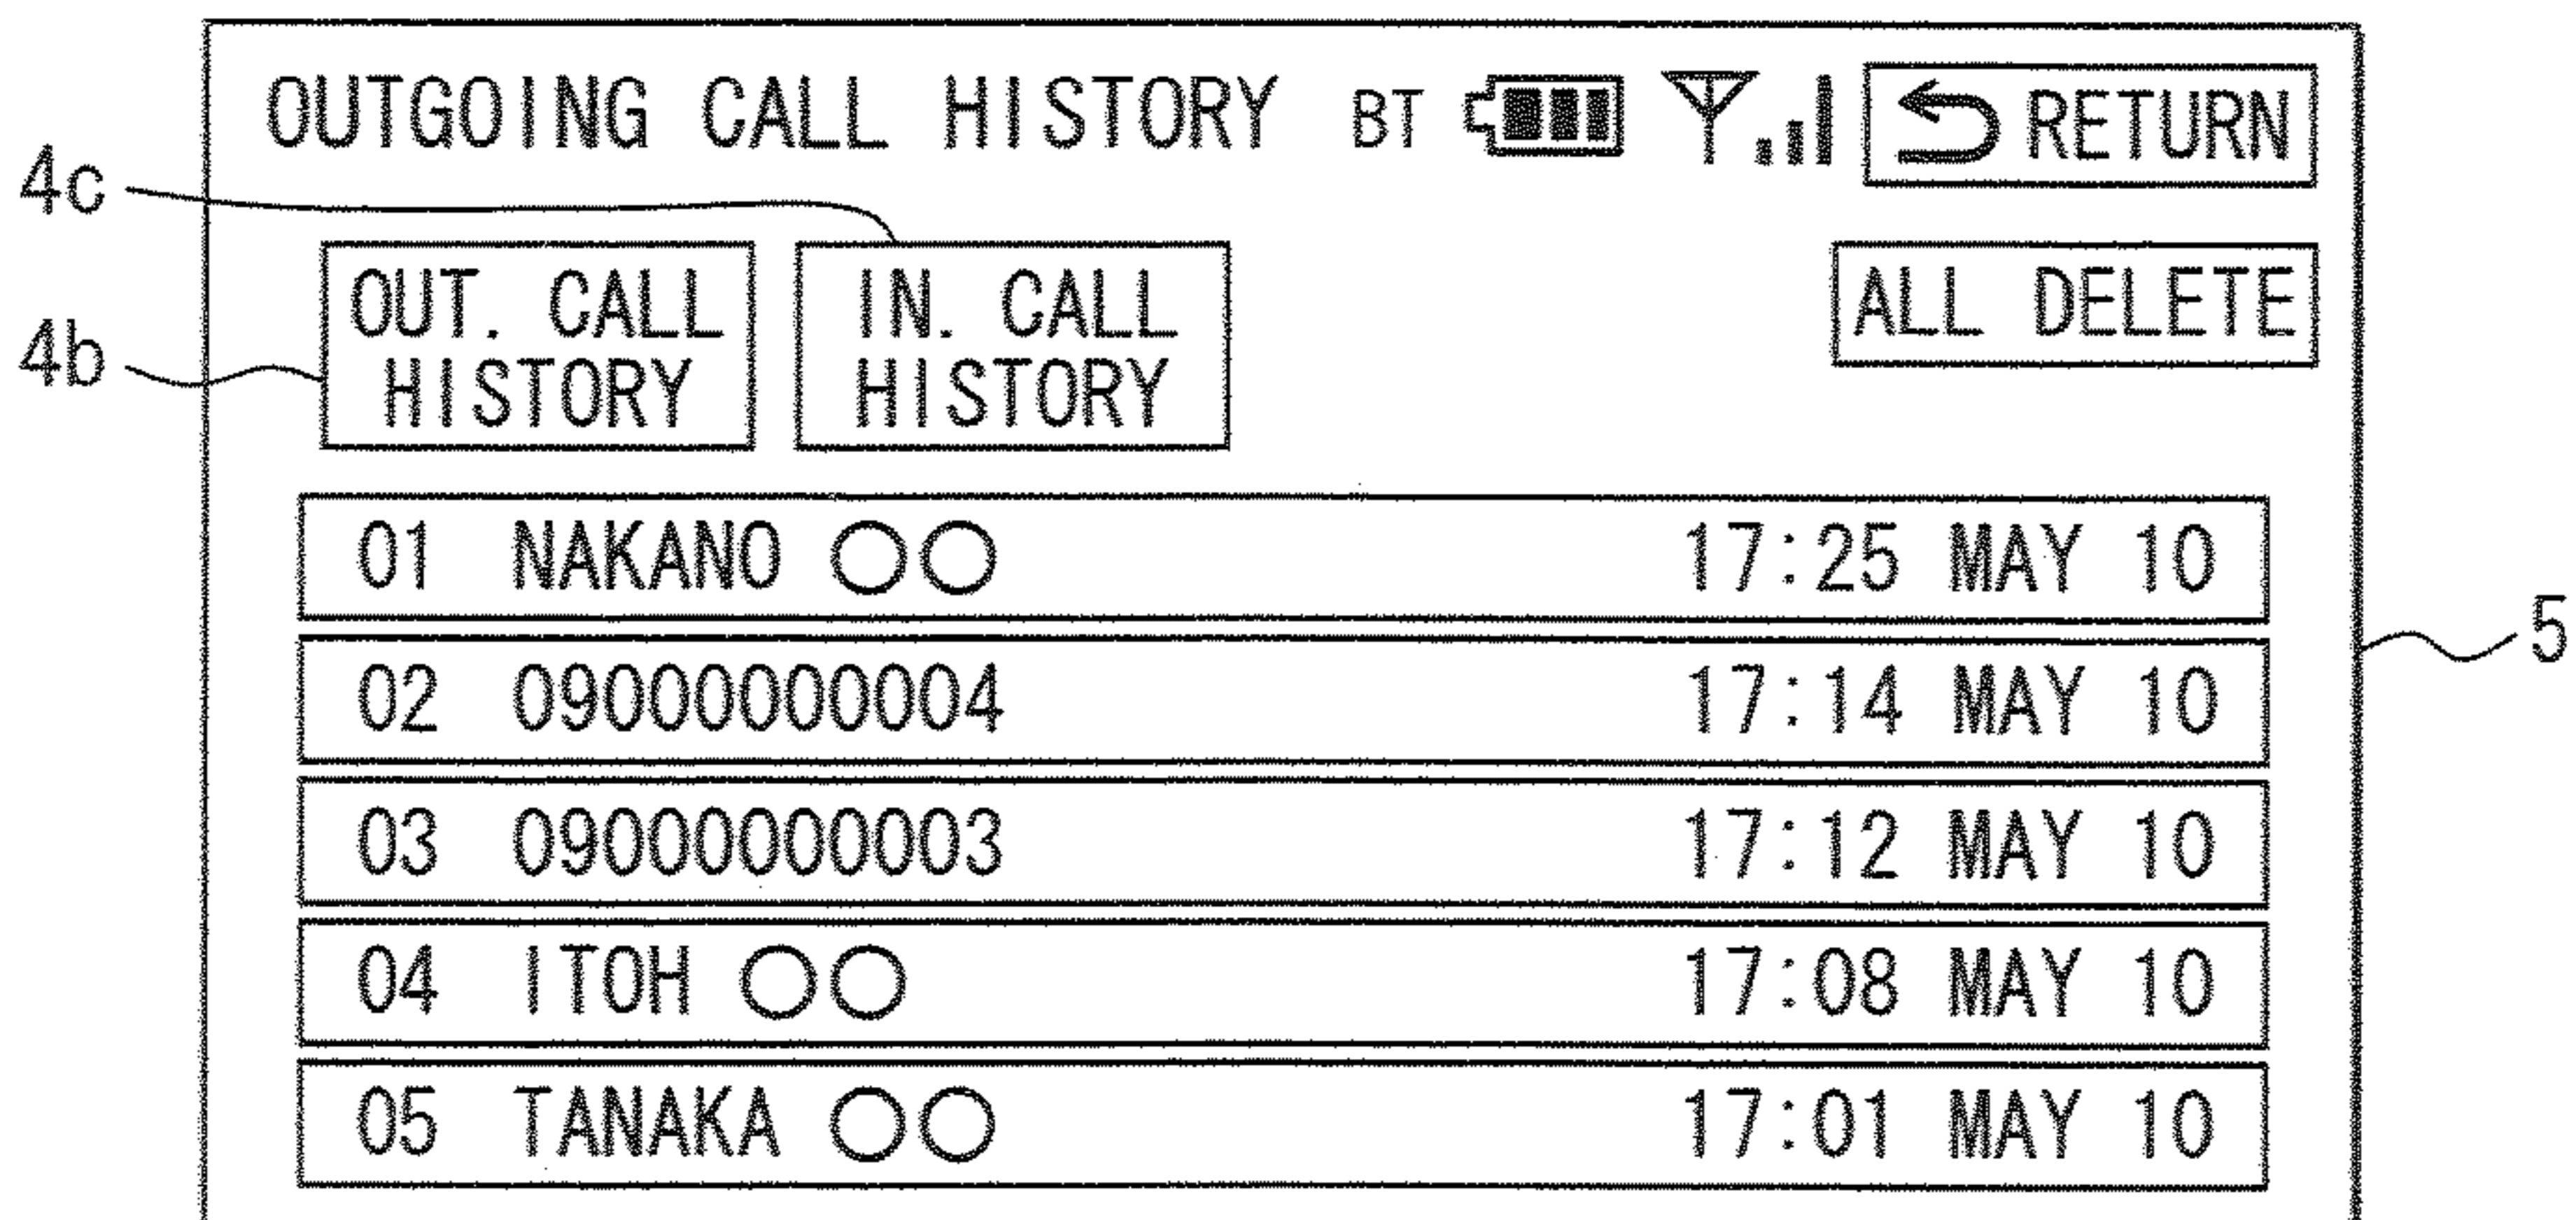 OUTGOING CALL HISTORY BT RETURN
4c
OUT. CALL HISTORY
IN. CALL HISTORY
ALL DELETE
4b
01 NAKANO ○○ 17:25 MAY 10
02 09000000004 17:14 MAY 10
5
03 09000000003 17:12 MAY 10
04 ITOH ○○ 17:08 MAY 10
05 TANAKA ○○ 17:01 MAY 10